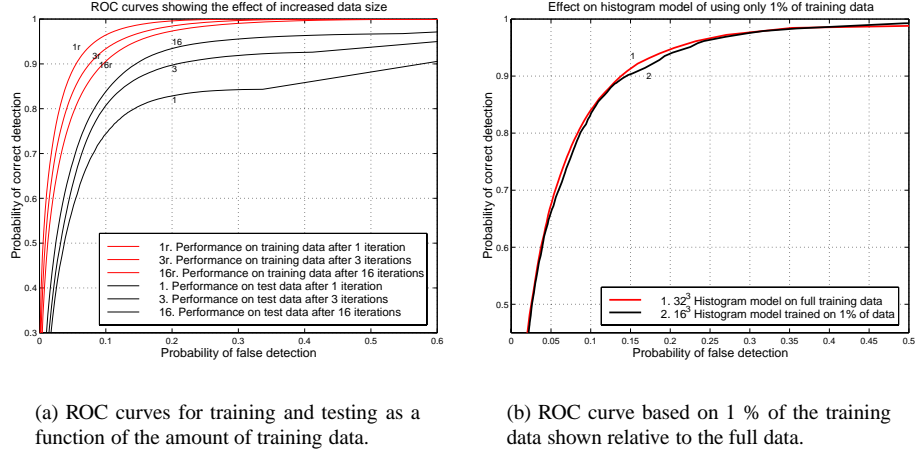 ROC curves showing the effect of increased data size
1
0.9
0.8
0.7
0.6
0.5
0.4
0.3
0
0.1
0.2
0.3
0.4
0.5
0.6
Probability of correct detection
Probability of false detection
1r
3r
16r
16
3
1
1r. Performance on training data after 1 iteration
3r. Performance on training data after 3 iterations
16r. Performance on training data after 16 iterations
1. Performance on test data after 1 iteration
3. Performance on test data after 3 iterations
16. Performance on test data after 16 iterations
Effect on histogram model of using only 1% of training data
1
0.9
0.8
0.7
0.6
0.5
0
0.05
0.1
0.15
0.2
0.25
0.3
0.35
0.4
0.45
0.5
Probability of correct detection
Probability of false detection
1
2
1. 32³ Histogram model on full training data
2. 16³ Histogram model trained on 1% of data
(a) ROC curves for training and testing as a
function of the amount of training data.
(b) ROC curve based on 1 % of the training
data shown relative to the full data.